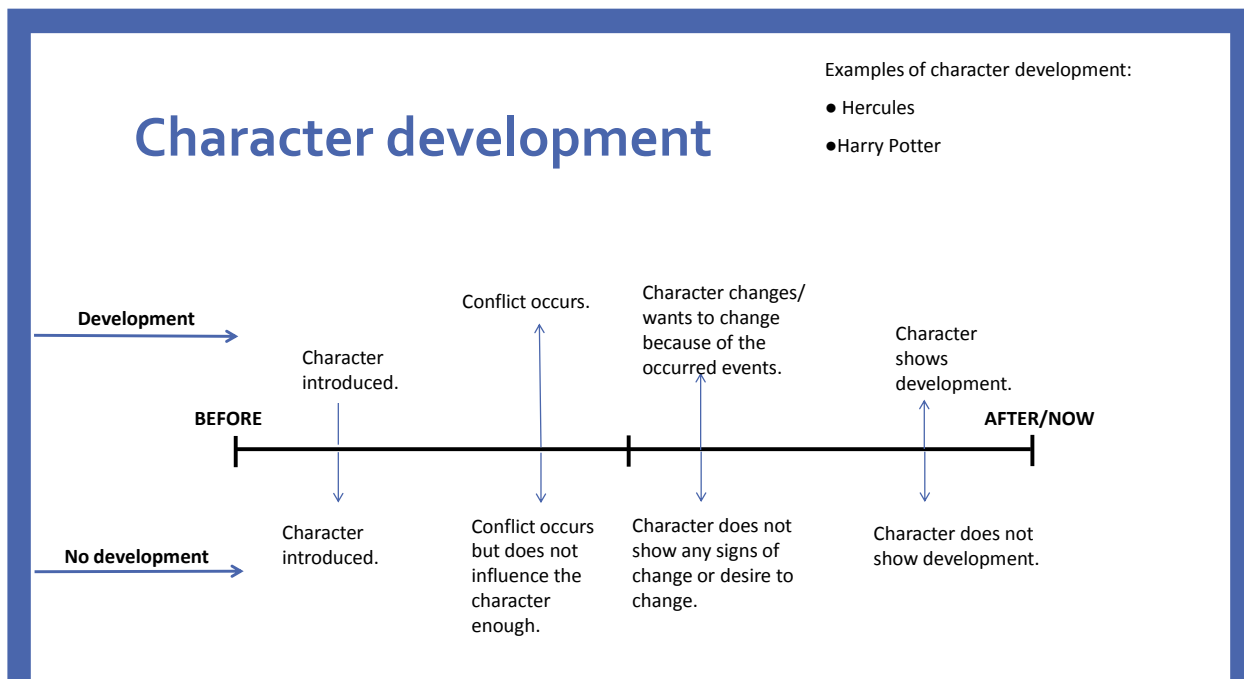 Examples of character development:
● Hercules
●Harry Potter
Character development
Development
Character
introduced.
Conflict occurs.
Character changes/
wants to change
because of the
occurred events.
Character
shows
development.
BEFORE
AFTER/NOW
No development
Character
introduced.
Conflict occurs
but does not
influence the
character
enough.
Character does not
show any signs of
change or desire to
change.
Character does not
show development.